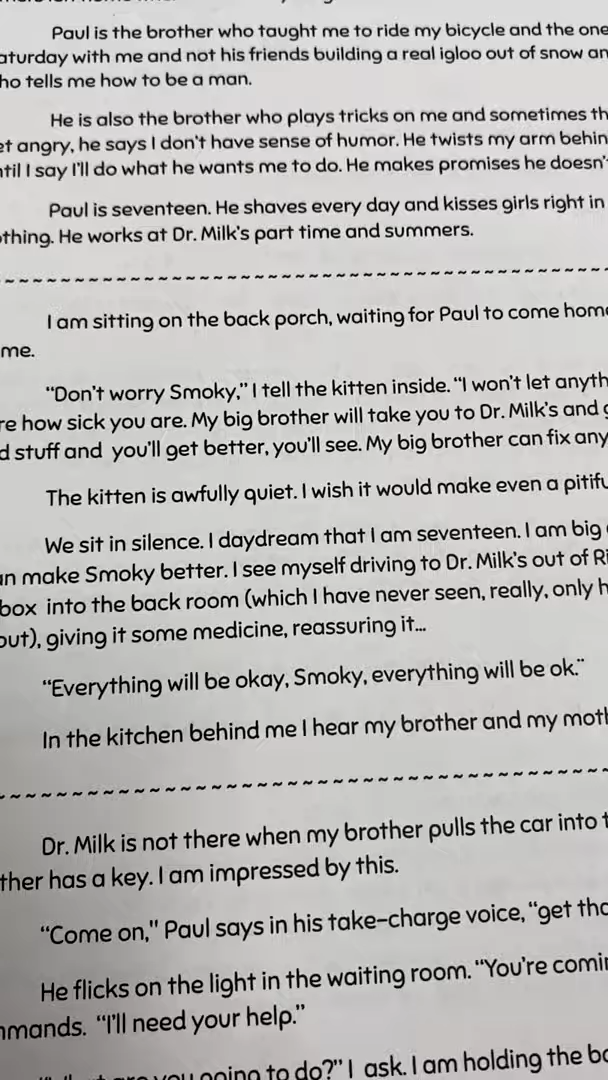 Paul is the brother who taught me to ride my bicycle and the one
aturday with me and not his friends building a real igloo out of snow an
ho tells me how to be a man.
He is also the brother who plays tricks on me and sometimes th
et angry, he says I don't have sense of humor. He twists my arm behin
ntil I say I'll do what he wants me to do. He makes promises he doesn'
Paul is seventeen. He shaves every day and kisses girls right in
othing. He works at Dr. Milk's part time and summers.
~~~~~~~~~~~~~~~~~~~~~~~~~~~~~~~~~~~~~~~~
I am sitting on the back porch, waiting for Paul to come home
me.
“Don't worry Smoky,” I tell the kitten inside. “I won't let anyth
re how sick you are. My big brother will take you to Dr. Milk's and g
d stuff and you'll get better, you'll see. My big brother can fix any
The kitten is awfully quiet. I wish it would make even a pitifu
We sit in silence. I daydream that I am seventeen. I am big
an make Smoky better. I see myself driving to Dr. Milk's out of Ri
box into the back room (which I have never seen, really, only h
out), giving it some medicine, reassuring it...
“Everything will be okay, Smoky, everything will be ok.”
In the kitchen behind me I hear my brother and my moth
~~~~~~~~~~~~~~~~~~~~~~~~~~~~~~~~~~~~~~~~
Dr. Milk is not there when my brother pulls the car into t
ther has a key. I am impressed by this.
“Come on,” Paul says in his take-charge voice, “get tha
He flicks on the light in the waiting room. “You're comin
mmands. “I'll need your help.”
you going to do?” I ask. I am holding the bo